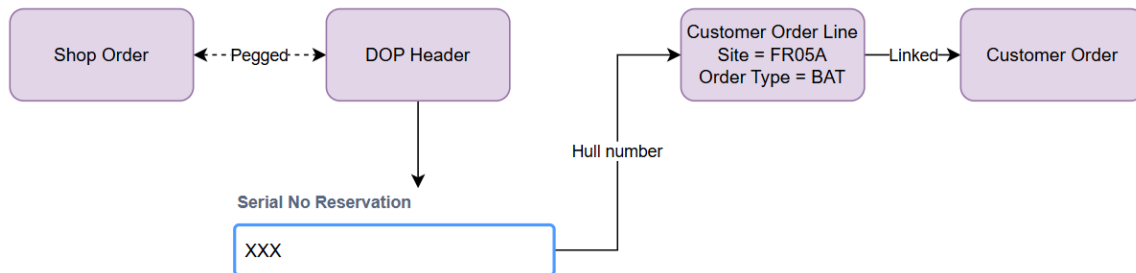 Shop Order
Pegged
DOP Header
Customer Order Line
Site = FR05A
Order Type = BAT
Linked
Customer Order
Hull number
Serial No Reservation
XXX